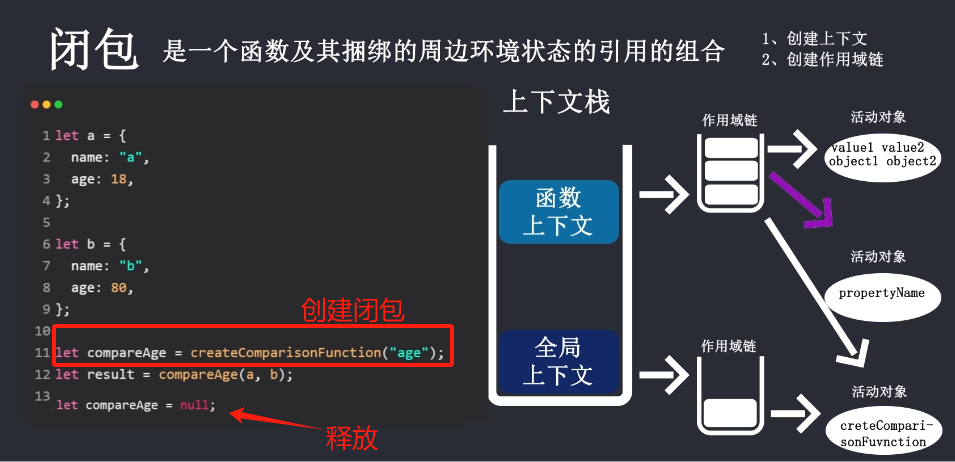 闭包 是一个函数及其捆绑的周边环境状态的引用的组合
1、创建上下文
2、创建作用域链
1 let a = {
2 name: "a",
3 age: 18,
4 };
5
6 let b = {
7 name: "b",
8 age: 80,
9 };
10
创建闭包
11 let compareAge = createComparisonFunction("age");
12 let result = compareAge(a, b);
13
let compareAge = null;
释放
上下文栈
函数
上下文
全局
上下文
作用域链
活动对象
value1 value2
object1 object2
活动对象
propertyName
作用域链
活动对象
creteCompari-
sonFuvnction